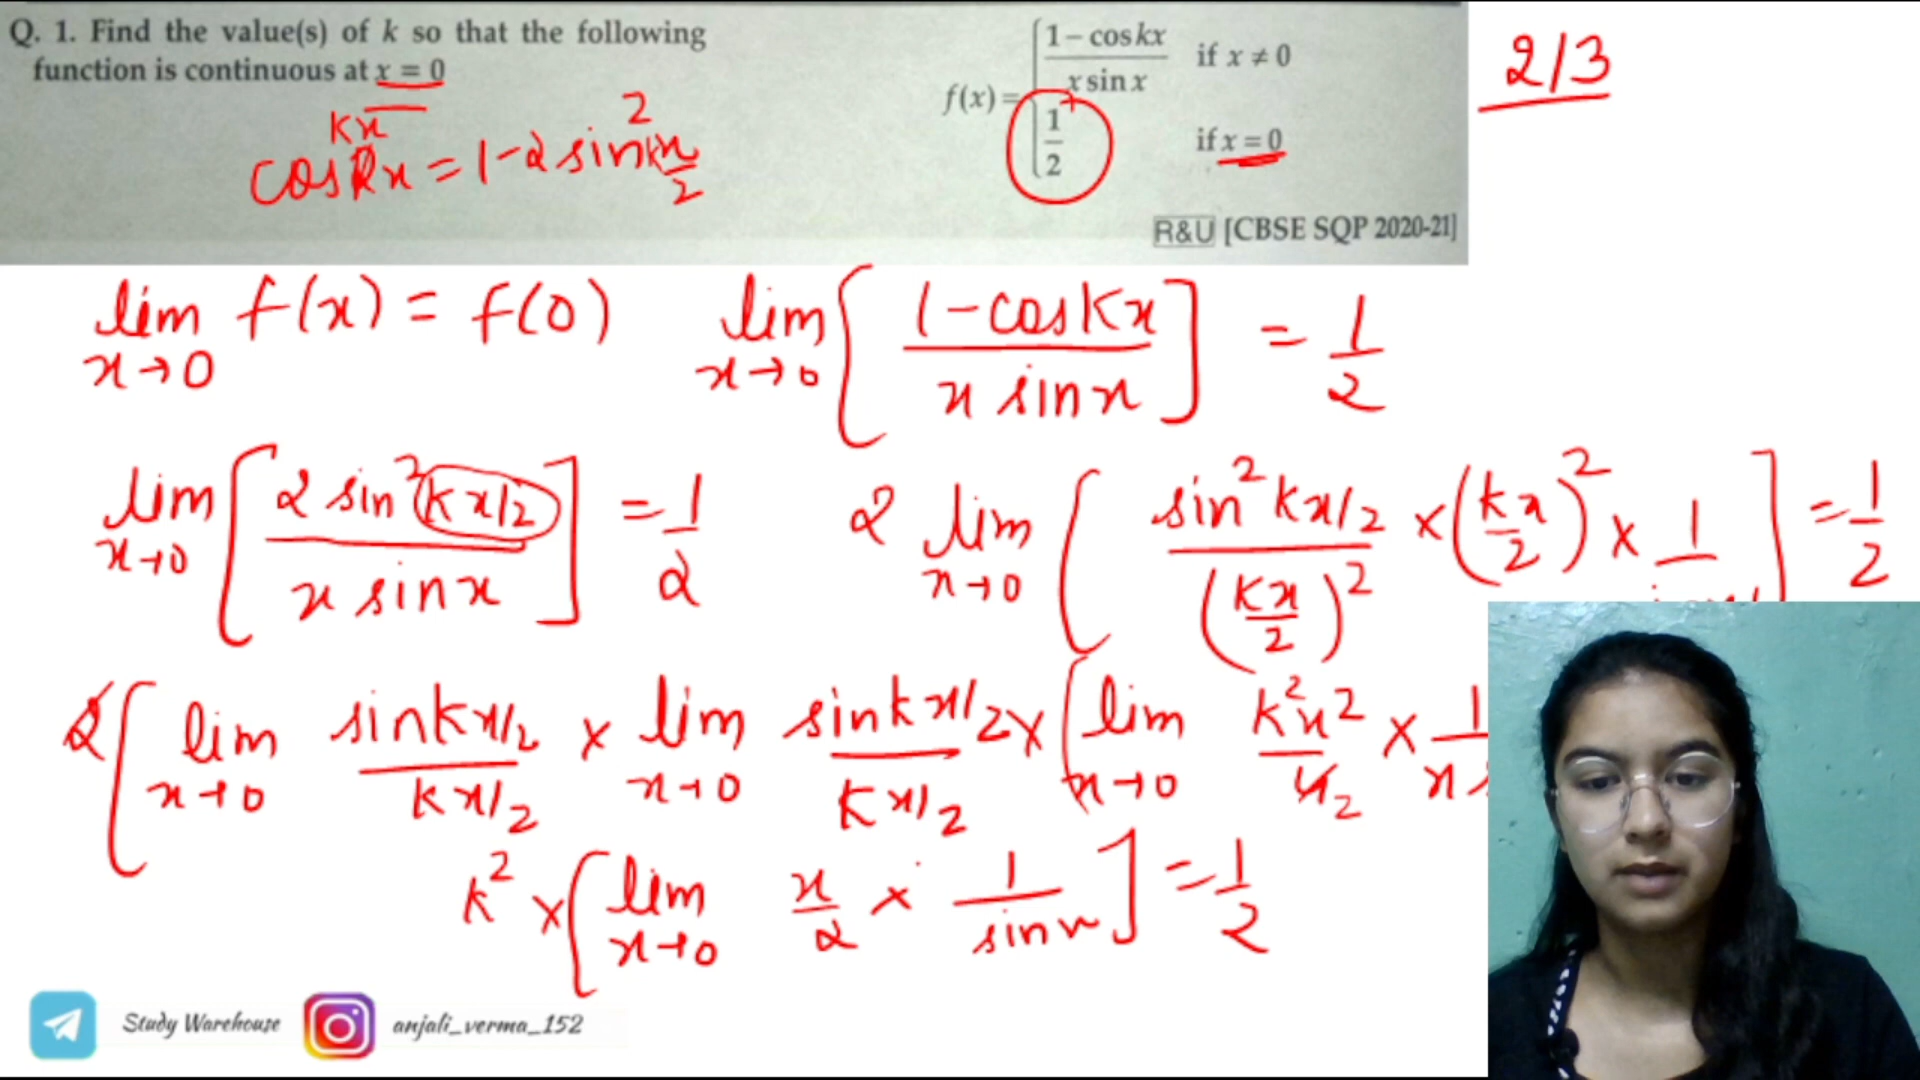 Q. 1. Find the value(s) of k so that the following
function is continuous at x = 0
f(x) = { (1 - cos kx)/(x sin x) if x ≠ 0
1/2 if x = 0
R&U [CBSE SQP 2020-21]
2/3
kx
cos kx = 1 - 2 sin² kx/2
lim x→0 f(x) = f(0)
lim x→0 [ (1 - cos kx)/(x sin x) ] = 1/2
lim x→0 [ (2 sin² kx/2)/(x sin x) ] = 1/2
2 lim x→0 [ (sin² kx/2)/(kx/2)² × (kx/2)² × 1/ ] = 1/2
2 [ lim x→0 (sin kx/2)/(kx/2) × lim x→0 (sin kx/2)/(kx/2) × [ lim x→0 k²x²/4 2 × 1/x
k² × [ lim x→0 x/2 × 1/sin x ] = 1/2
Study Warehouse
anjali_verma_152